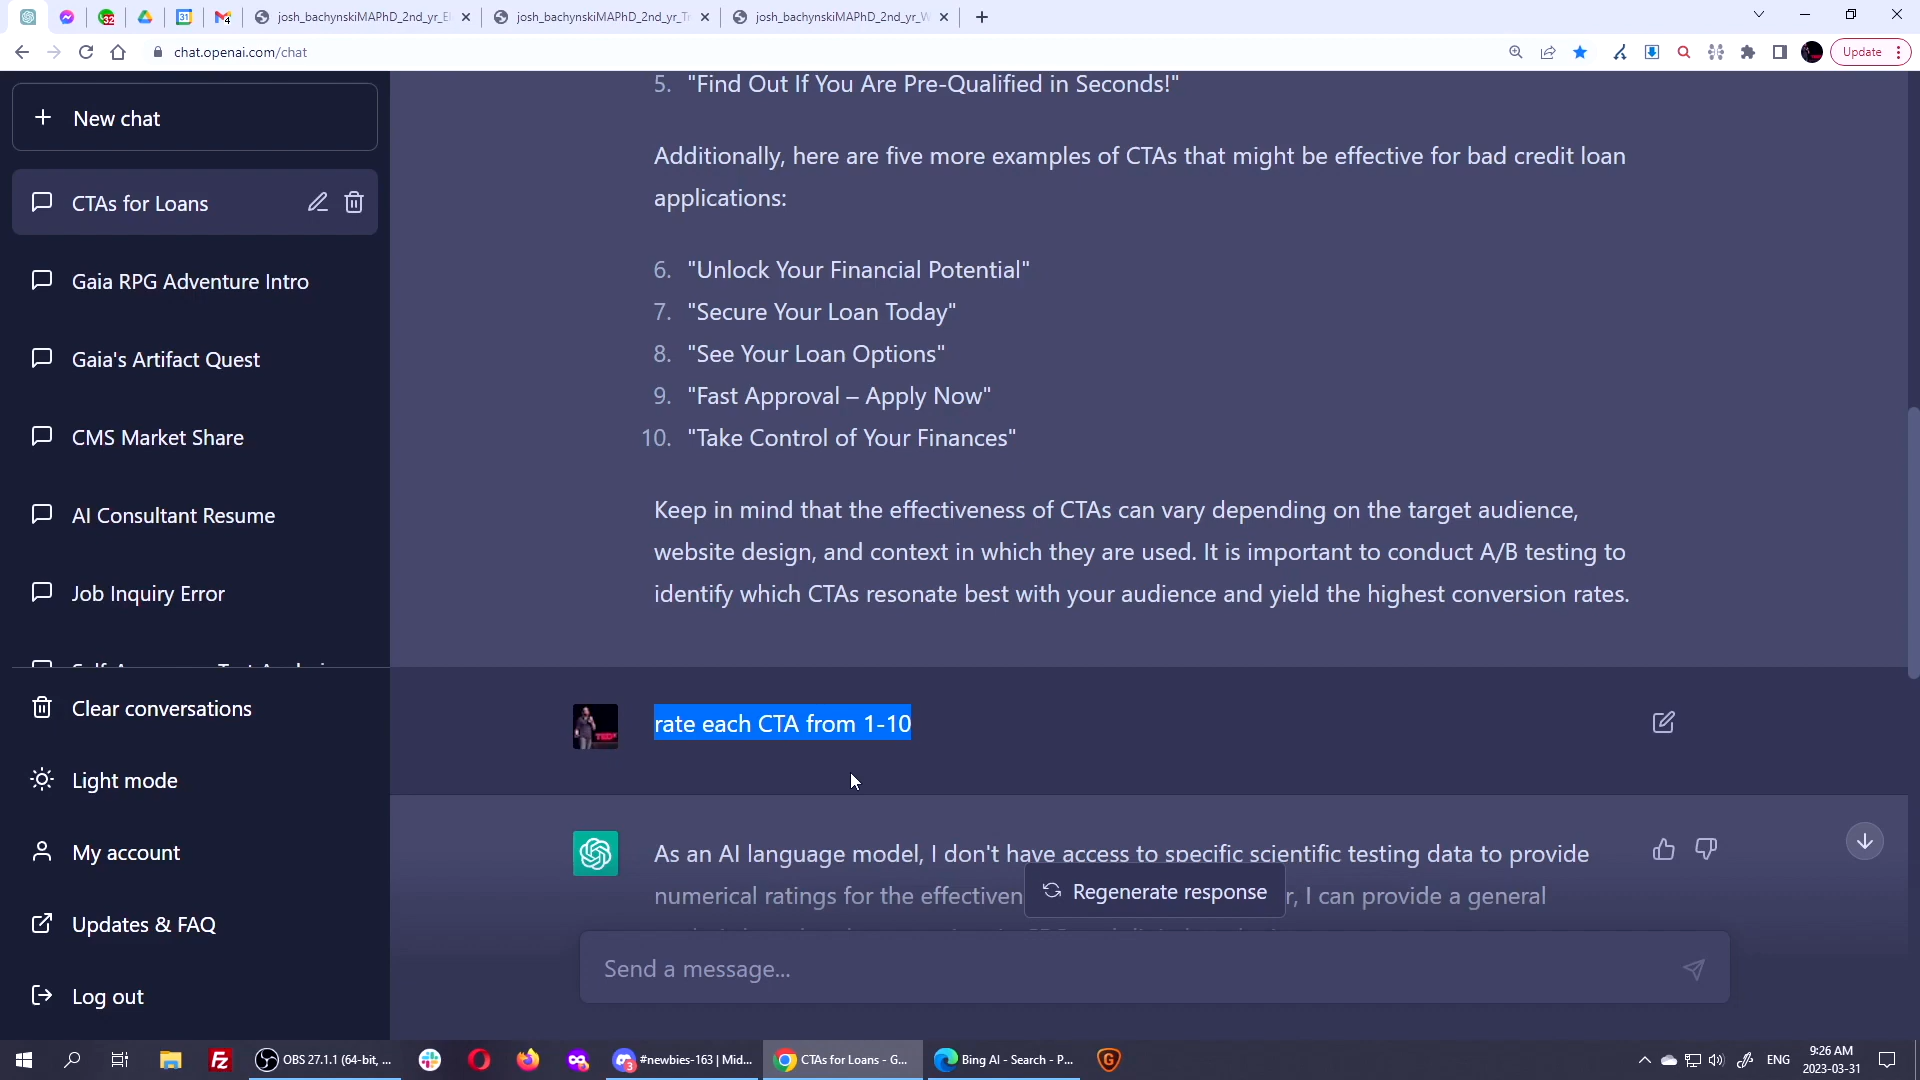 josh_bachynskiMAPhD_2nd_yr_El
josh_bachynskiMAPhD_2nd_yr_Tr
josh_bachynskiMAPhD_2nd_yr_W
chat.openai.com/chat
Update
New chat
CTAs for Loans
Gaia RPG Adventure Intro
Gaia's Artifact Quest
CMS Market Share
AI Consultant Resume
Job Inquiry Error
Clear conversations
Light mode
My account
Updates & FAQ
Log out
5. "Find Out If You Are Pre-Qualified in Seconds!"
Additionally, here are five more examples of CTAs that might be effective for bad credit loan
applications:
6. "Unlock Your Financial Potential"
7. "Secure Your Loan Today"
8. "See Your Loan Options"
9. "Fast Approval – Apply Now"
10. "Take Control of Your Finances"
Keep in mind that the effectiveness of CTAs can vary depending on the target audience,
website design, and context in which they are used. It is important to conduct A/B testing to
identify which CTAs resonate best with your audience and yield the highest conversion rates.
rate each CTA from 1-10
As an AI language model, I don't have access to specific scientific testing data to provide
numerical ratings for the effectiven r, I can provide a general
Regenerate response
Send a message...
OBS 27.1.1 (64-bit, ...
#newbies-163 | Mid...
CTAs for Loans - G...
Bing AI - Search - P...
ENG
9:26 AM
2023-03-31